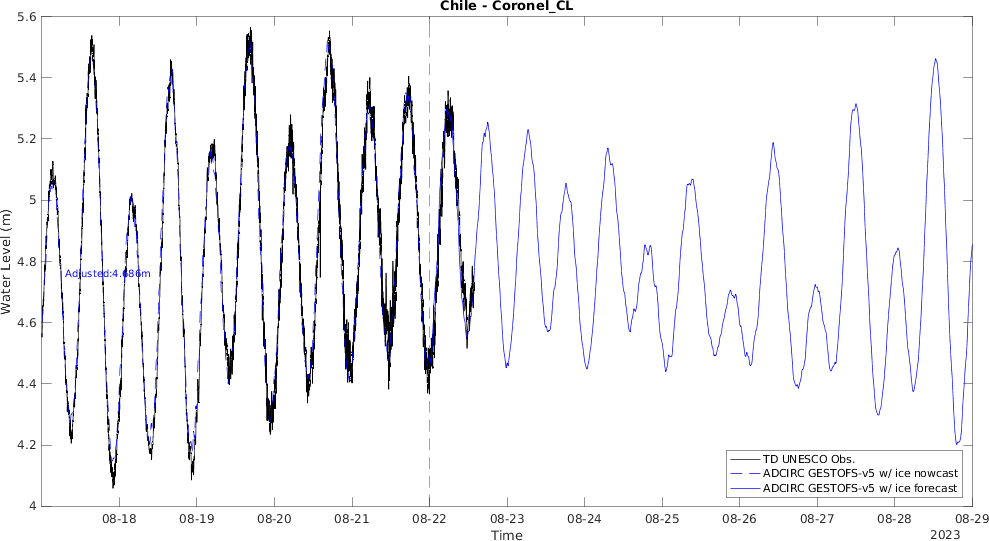 Chile - Coronel_CL
5.6
5.4
5.2
5
4.8
4.6
4.4
4.2
4
Water Level (m)
Adjusted:4.686m
TD UNESCO Obs.
ADCIRC GESTOFS-v5 w/ ice nowcast
ADCIRC GESTOFS-v5 w/ ice forecast
08-18 08-19 08-20 08-21 08-22 08-23 08-24 08-25 08-26 08-27 08-28 08-29
Time
2023